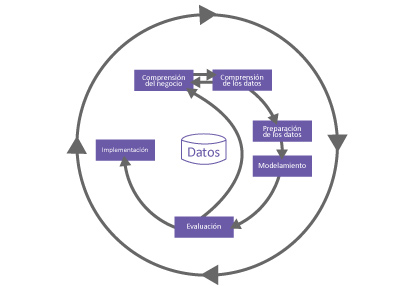 Comprensión
del negocio
Comprensión
de los datos
Preparación
de los datos
Modelamiento
Evaluación
Implementación
Datos